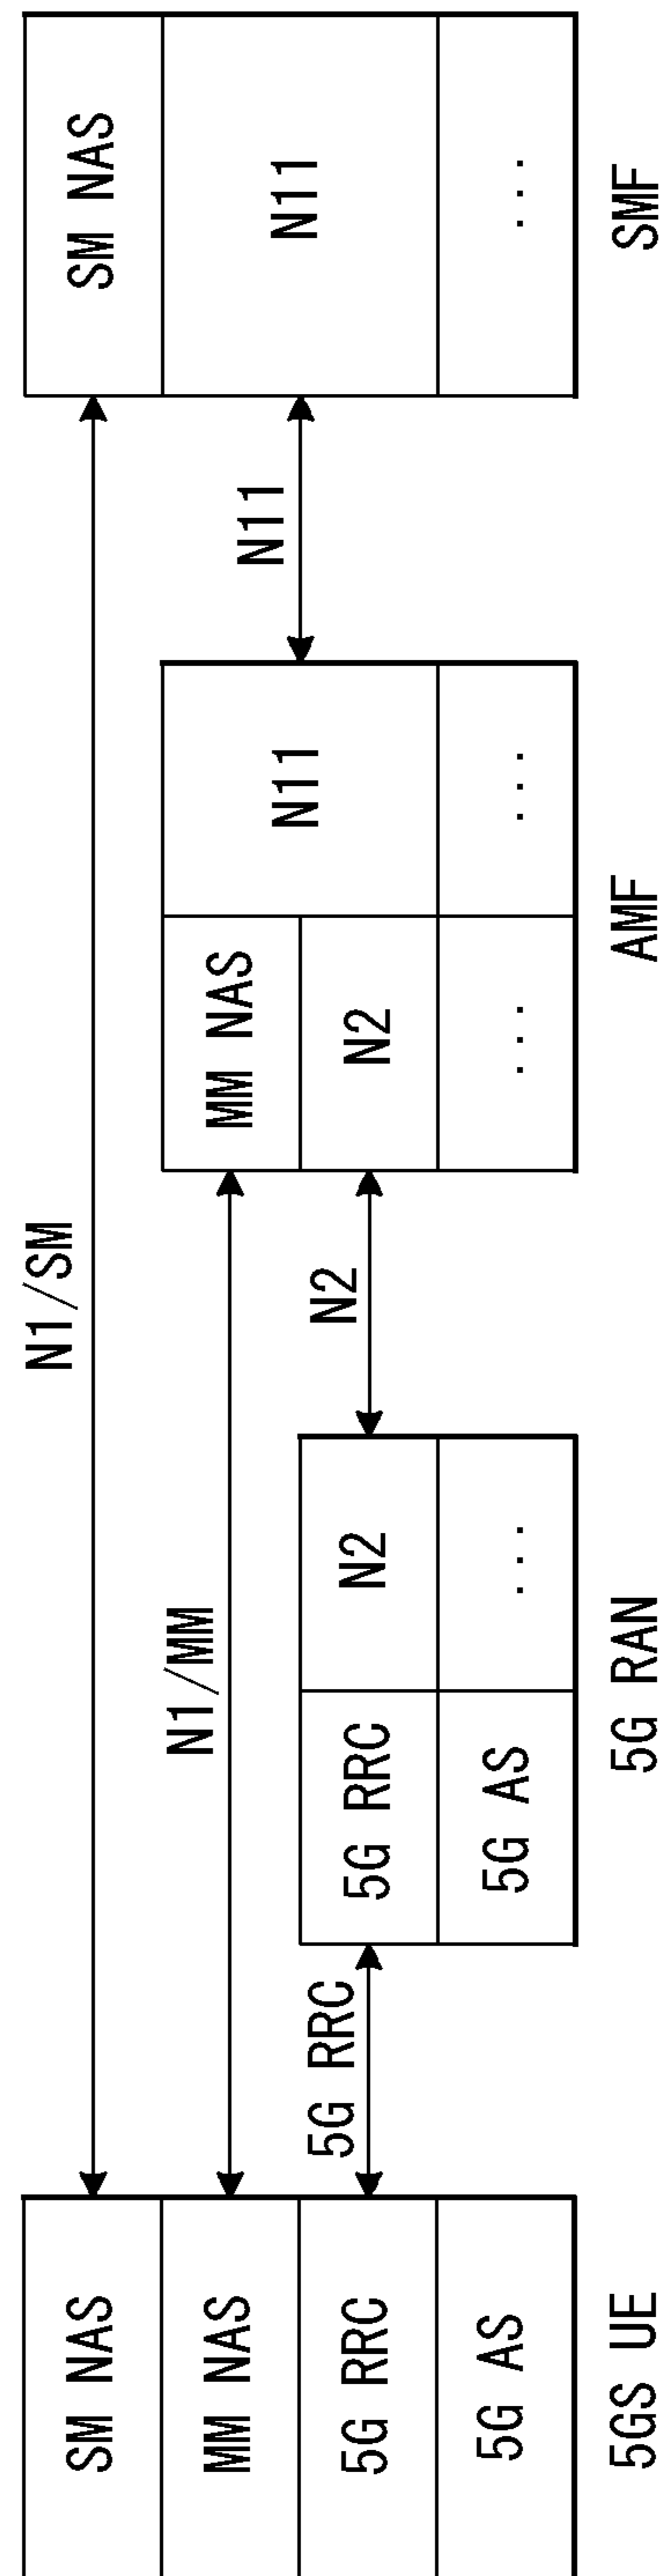 N1/SM
SM NAS
SM NAS
N1/MM
MM NAS
MM NAS
N11
N11
N11
5G RRC
N2
5G RRC
5G RRC
N2
N2
5G AS
5G AS
...
...
...
...
5GS UE
5G RAN
AMF
SMF